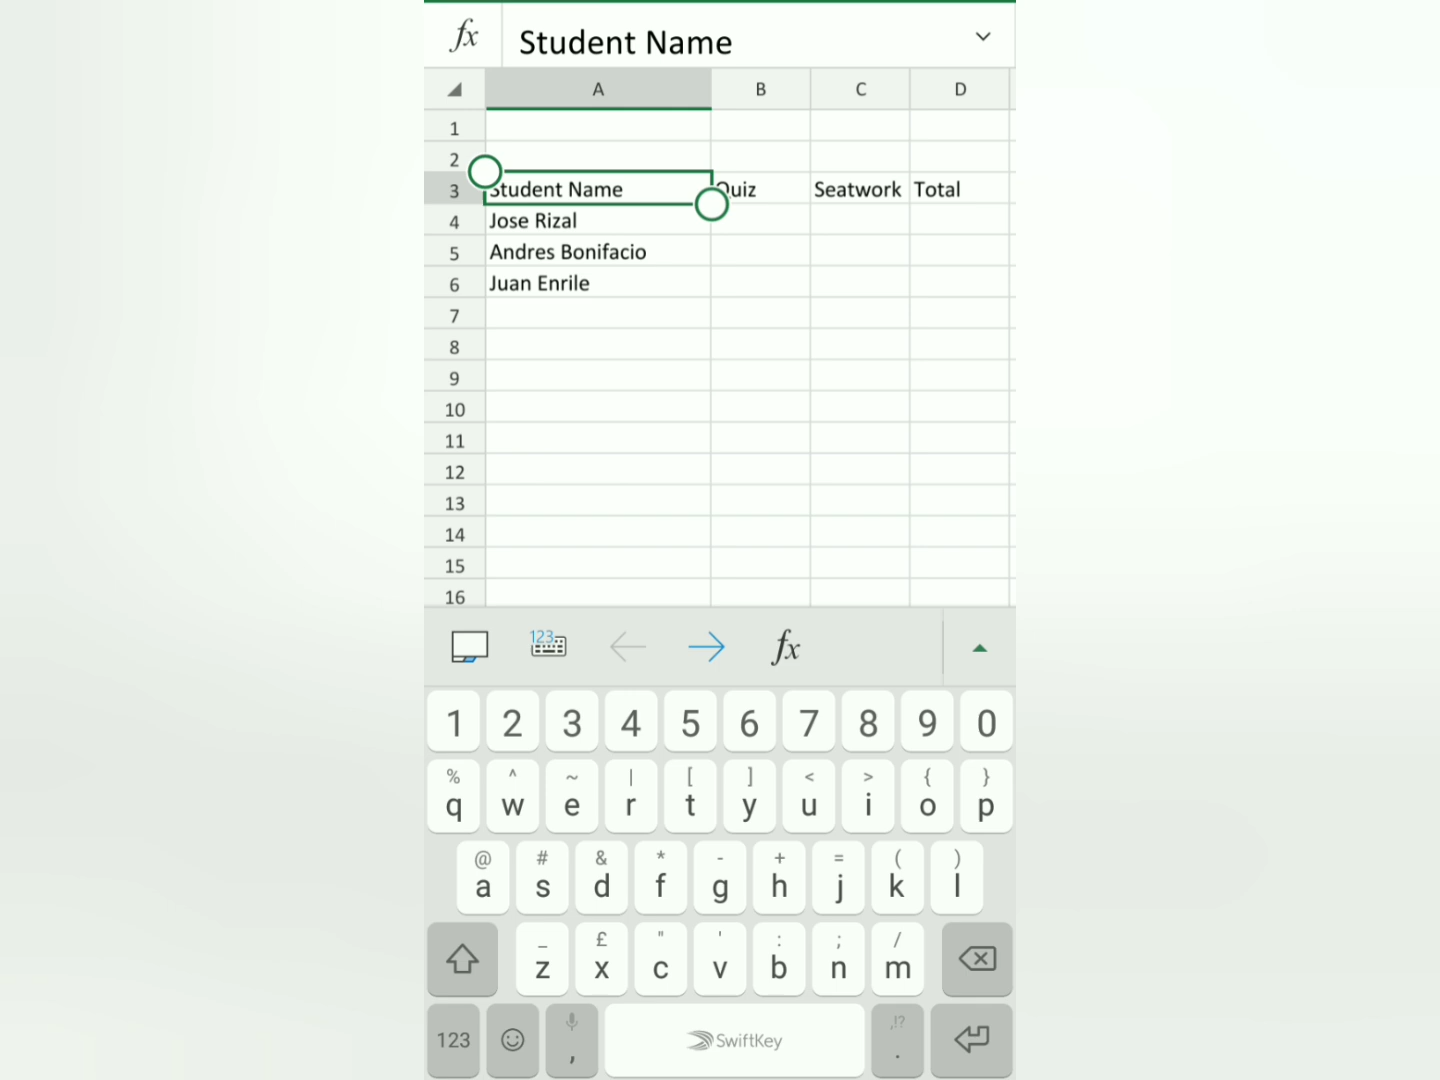 fx Student Name
A B C D
1
2
3 Student Name Quiz Seatwork Total
4 Jose Rizal
5 Andres Bonifacio
6 Juan Enrile
7
8
9
10
11
12
13
14
15
16
123 fx
1 2 3 4 5 6 7 8 9 0
% ^ ~ | [ ] < > { }
q w e r t y u i o p
@ # & * - + = ( )
a s d f g h j k l
_ £ " ' : ; /
z x c v b n m
,!?
123 , SwiftKey .